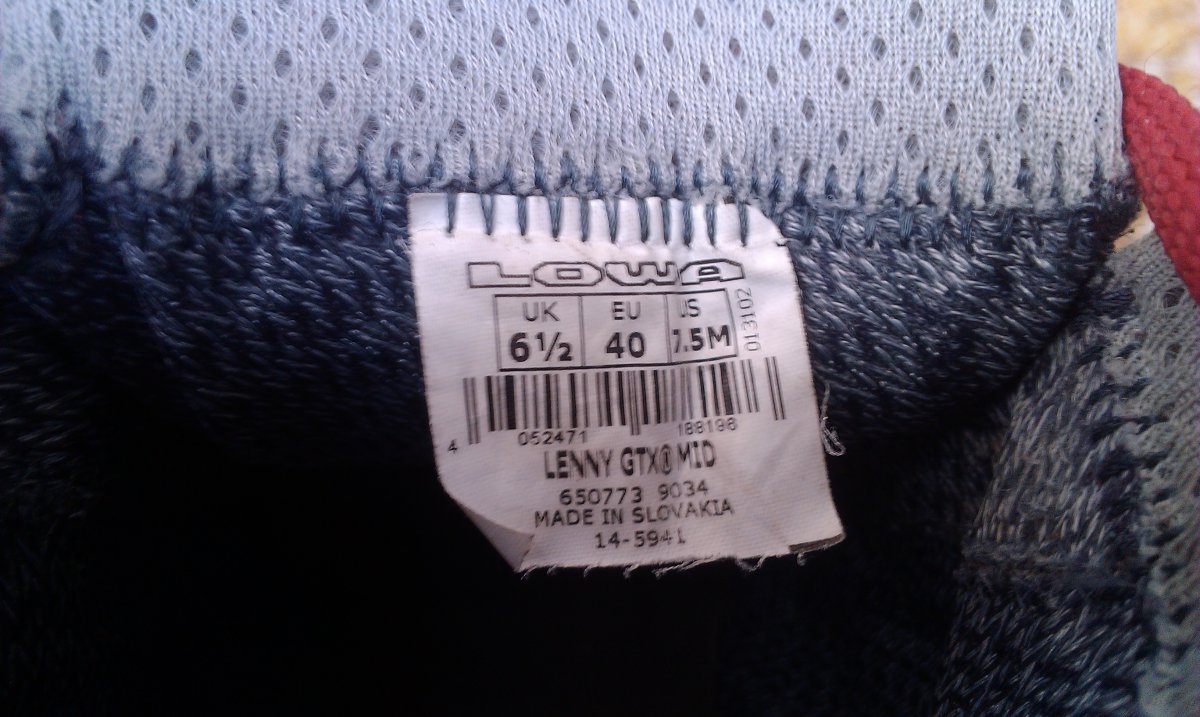 LOWA
UK EU US
6½ 40 7.5M
013102
4 052471 188198
LENNY GTX® MID
650773 9034
MADE IN SLOVAKIA
14-5941